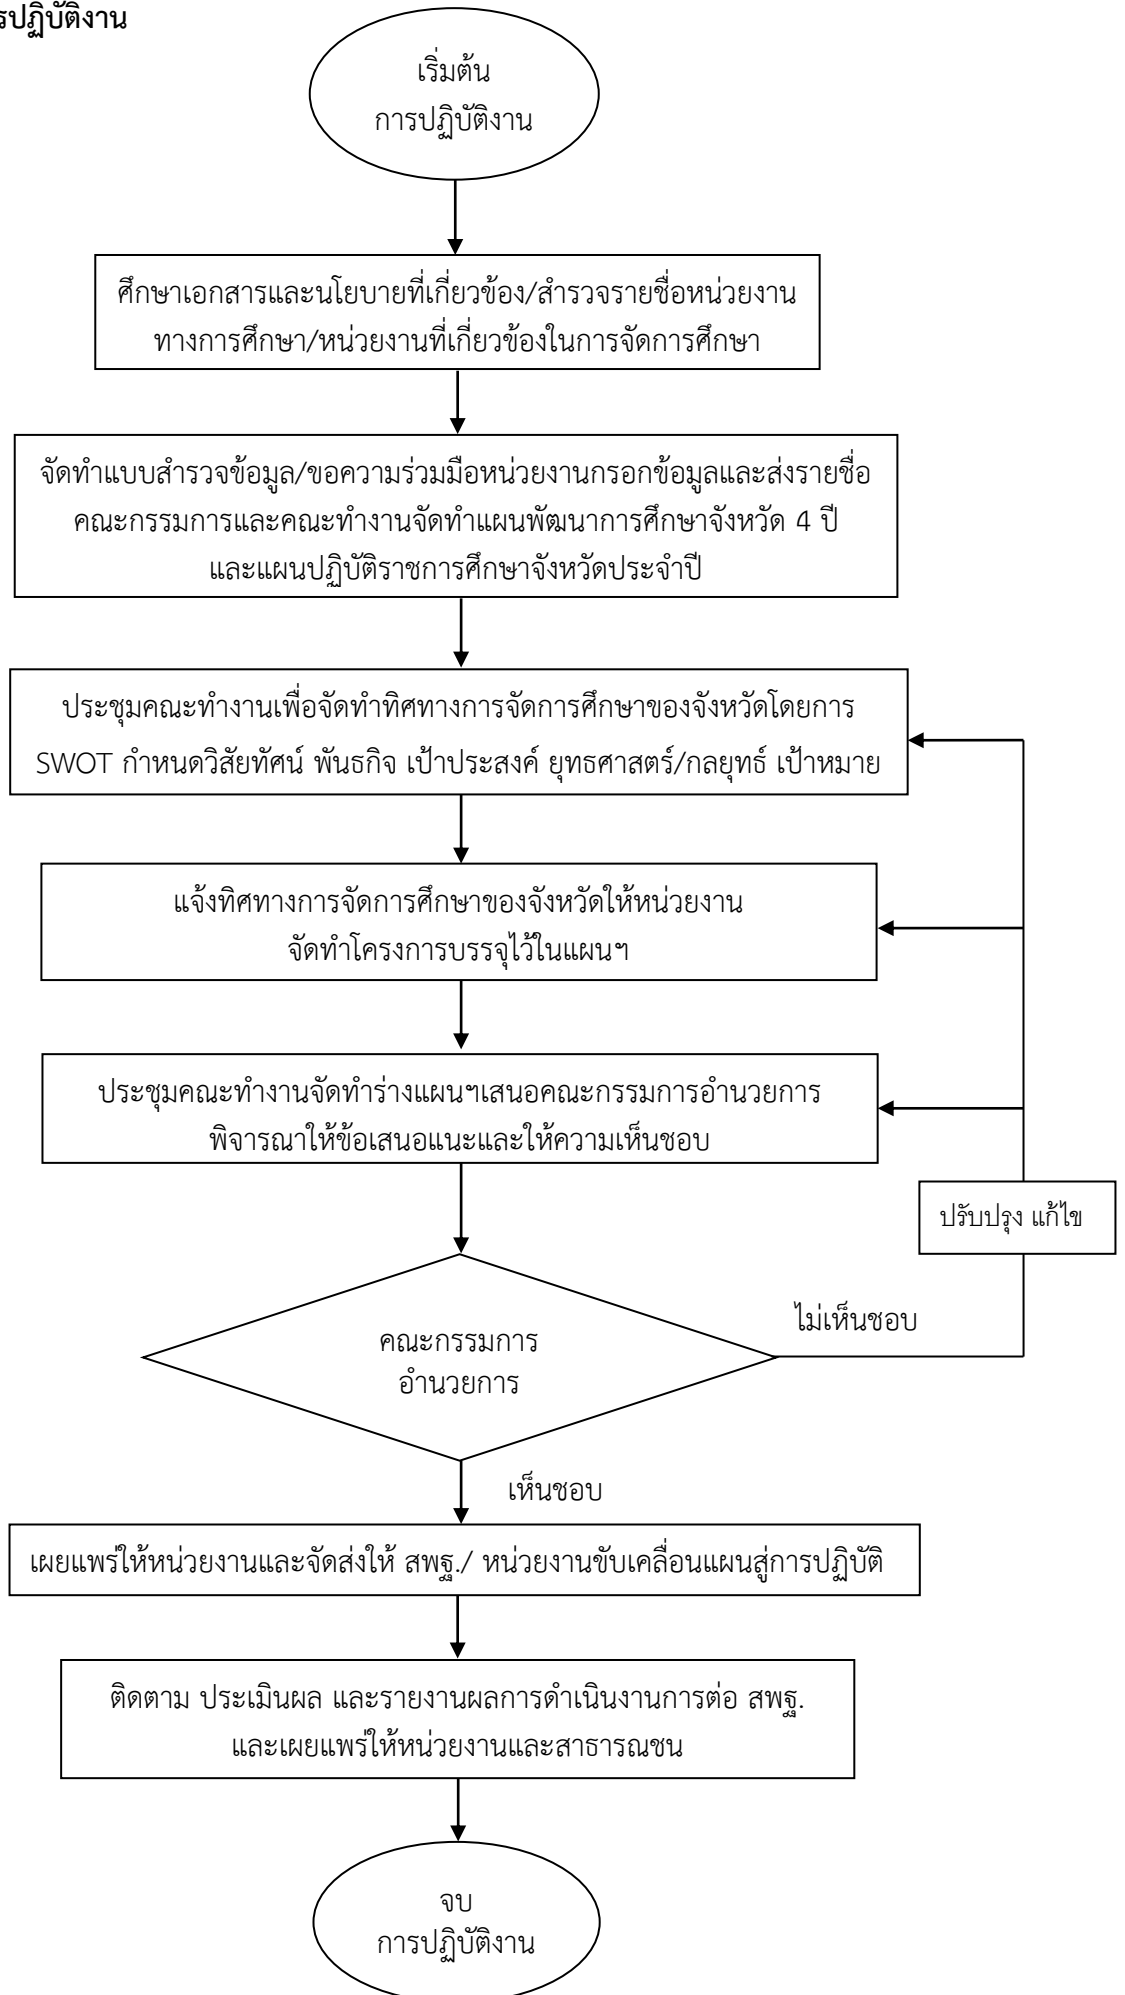 รปฏิบัติงาน
เริ่มต้น
การปฏิบัติงาน
ศึกษาเอกสารและนโยบายที่เกี่ยวข้อง/สำรวจรายชื่อหน่วยงาน
ทางการศึกษา/หน่วยงานที่เกี่ยวข้องในการจัดการศึกษา
จัดทำแบบสำรวจข้อมูล/ขอความร่วมมือหน่วยงานกรอกข้อมูลและส่งรายชื่อ
คณะกรรมการและคณะทำงานจัดทำแผนพัฒนาการศึกษาจังหวัด 4 ปี
และแผนปฏิบัติราชการศึกษาจังหวัดประจำปี
ประชุมคณะทำงานเพื่อจัดทำทิศทางการจัดการศึกษาของจังหวัดโดยการ
SWOT กำหนดวิสัยทัศน์ พันธกิจ เป้าประสงค์ ยุทธศาสตร์/กลยุทธ์ เป้าหมาย
แจ้งทิศทางการจัดการศึกษาของจังหวัดให้หน่วยงาน
จัดทำโครงการบรรจุไว้ในแผนฯ
ประชุมคณะทำงานจัดทำร่างแผนฯเสนอคณะกรรมการอำนวยการ
พิจารณาให้ข้อเสนอแนะและให้ความเห็นชอบ
ปรับปรุง แก้ไข
ไม่เห็นชอบ
คณะกรรมการ
อำนวยการ
เห็นชอบ
เผยแพร่ให้หน่วยงานและจัดส่งให้ สพฐ./ หน่วยงานขับเคลื่อนแผนสู่การปฏิบัติ
ติดตาม ประเมินผล และรายงานผลการดำเนินงานการต่อ สพฐ.
และเผยแพร่ให้หน่วยงานและสาธารณชน
จบ
การปฏิบัติงาน